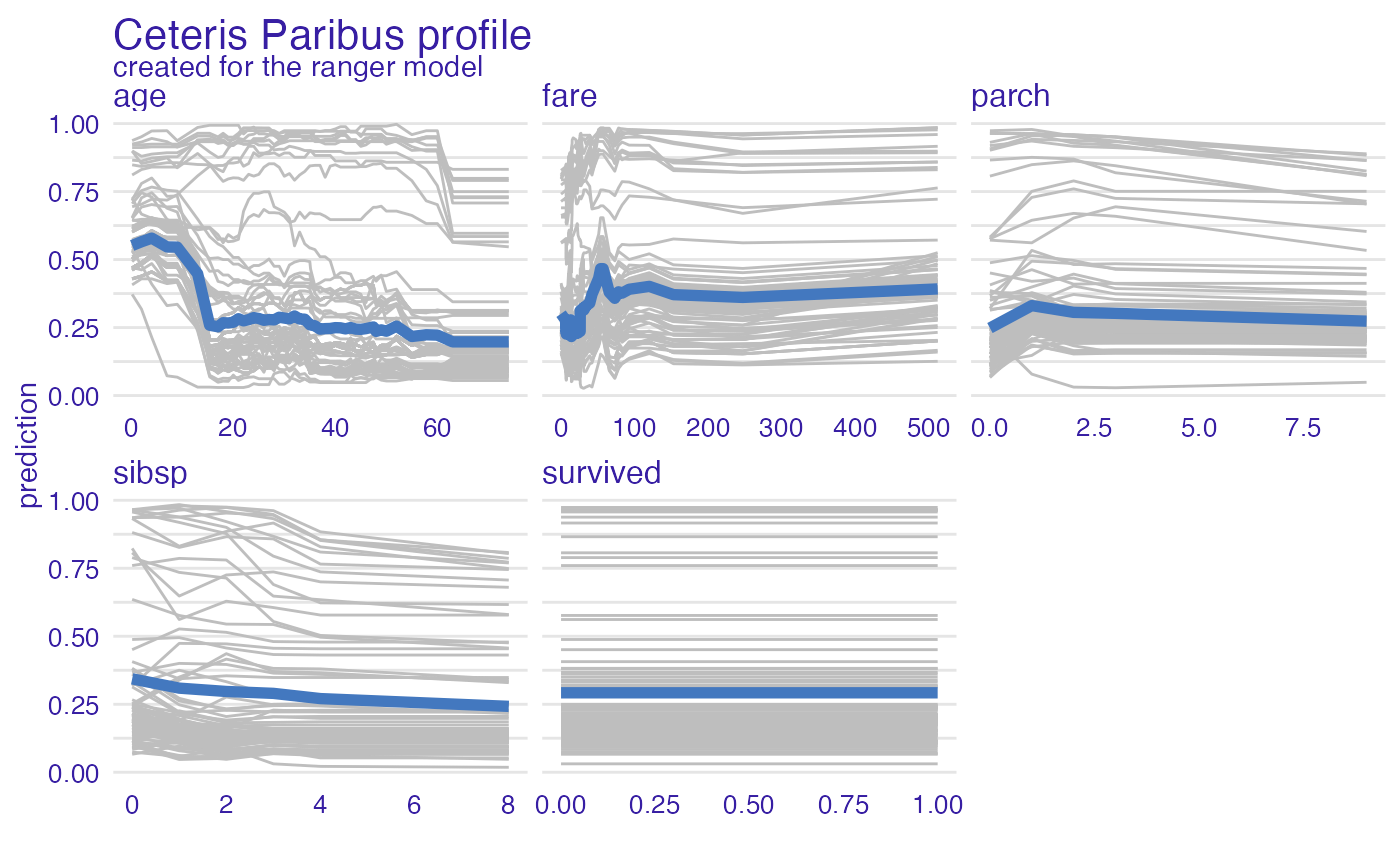 Ceteris Paribus profile
created for the ranger model
age
fare
parch
1.00
0.75
0.50
0.25
0.00
0 20 40 60
0 100 200 300 400 500
0.0 2.5 5.0 7.5
prediction
sibsp
survived
1.00
0.75
0.50
0.25
0.00
0 2 4 6 8
0.00 0.25 0.50 0.75 1.00